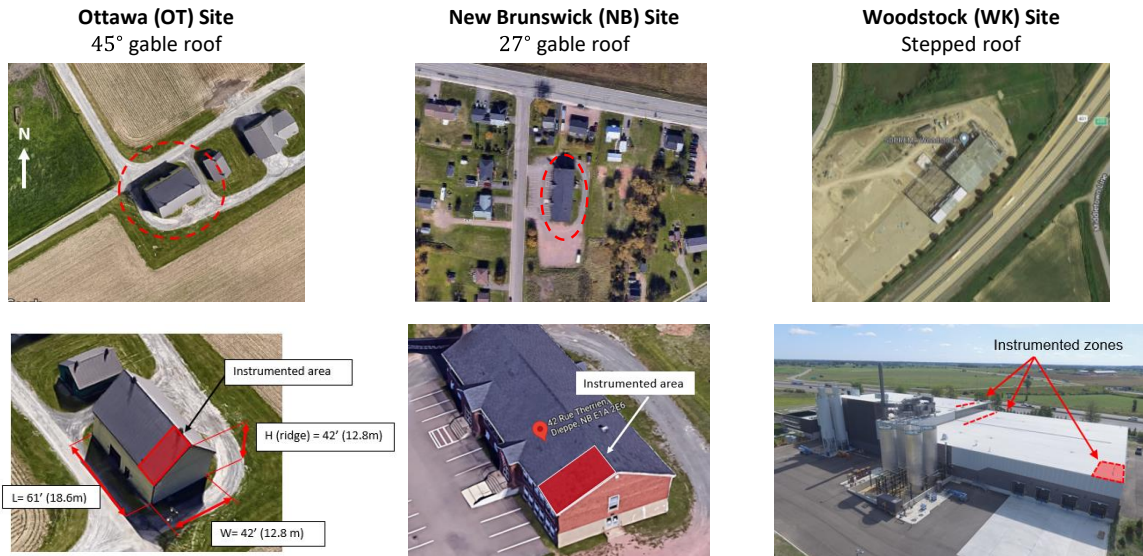 Ottawa (OT) Site
45° gable roof
New Brunswick (NB) Site
27° gable roof
Woodstock (WK) Site
Stepped roof
N
401
Instrumented area
H (ridge) = 42' (12.8m)
L= 61' (18.6m)
W= 42' (12.8 m)
Instrumented area
42 Rue Therrien,
Dieppe, NB E1A 2E6
Instrumented zones